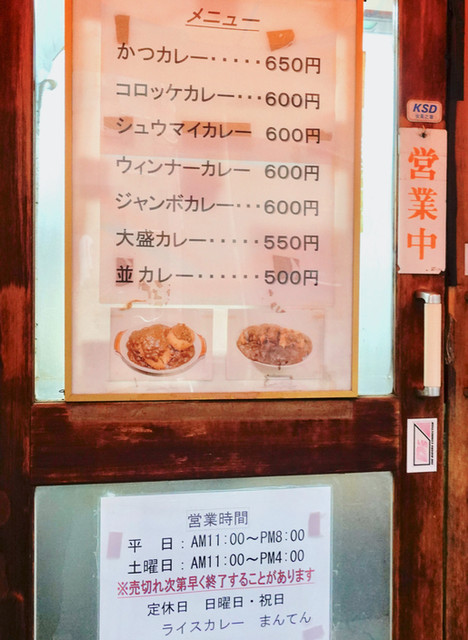 メニュー
かつカレー・・・・・650円
コロッケカレー・・・600円
シュウマイカレー 600円
ウィンナーカレー 600円
ジャンボカレー・・・600円
大盛カレー・・・・・550円
並カレー・・・・・・500円
KSD
営業中
営業時間
平 日：AM11:00～PM8:00
土曜日：AM11:00～PM4:00
※売切れ次第早く終了することがあります
定休日 日曜日・祝日
ライスカレー まんてん